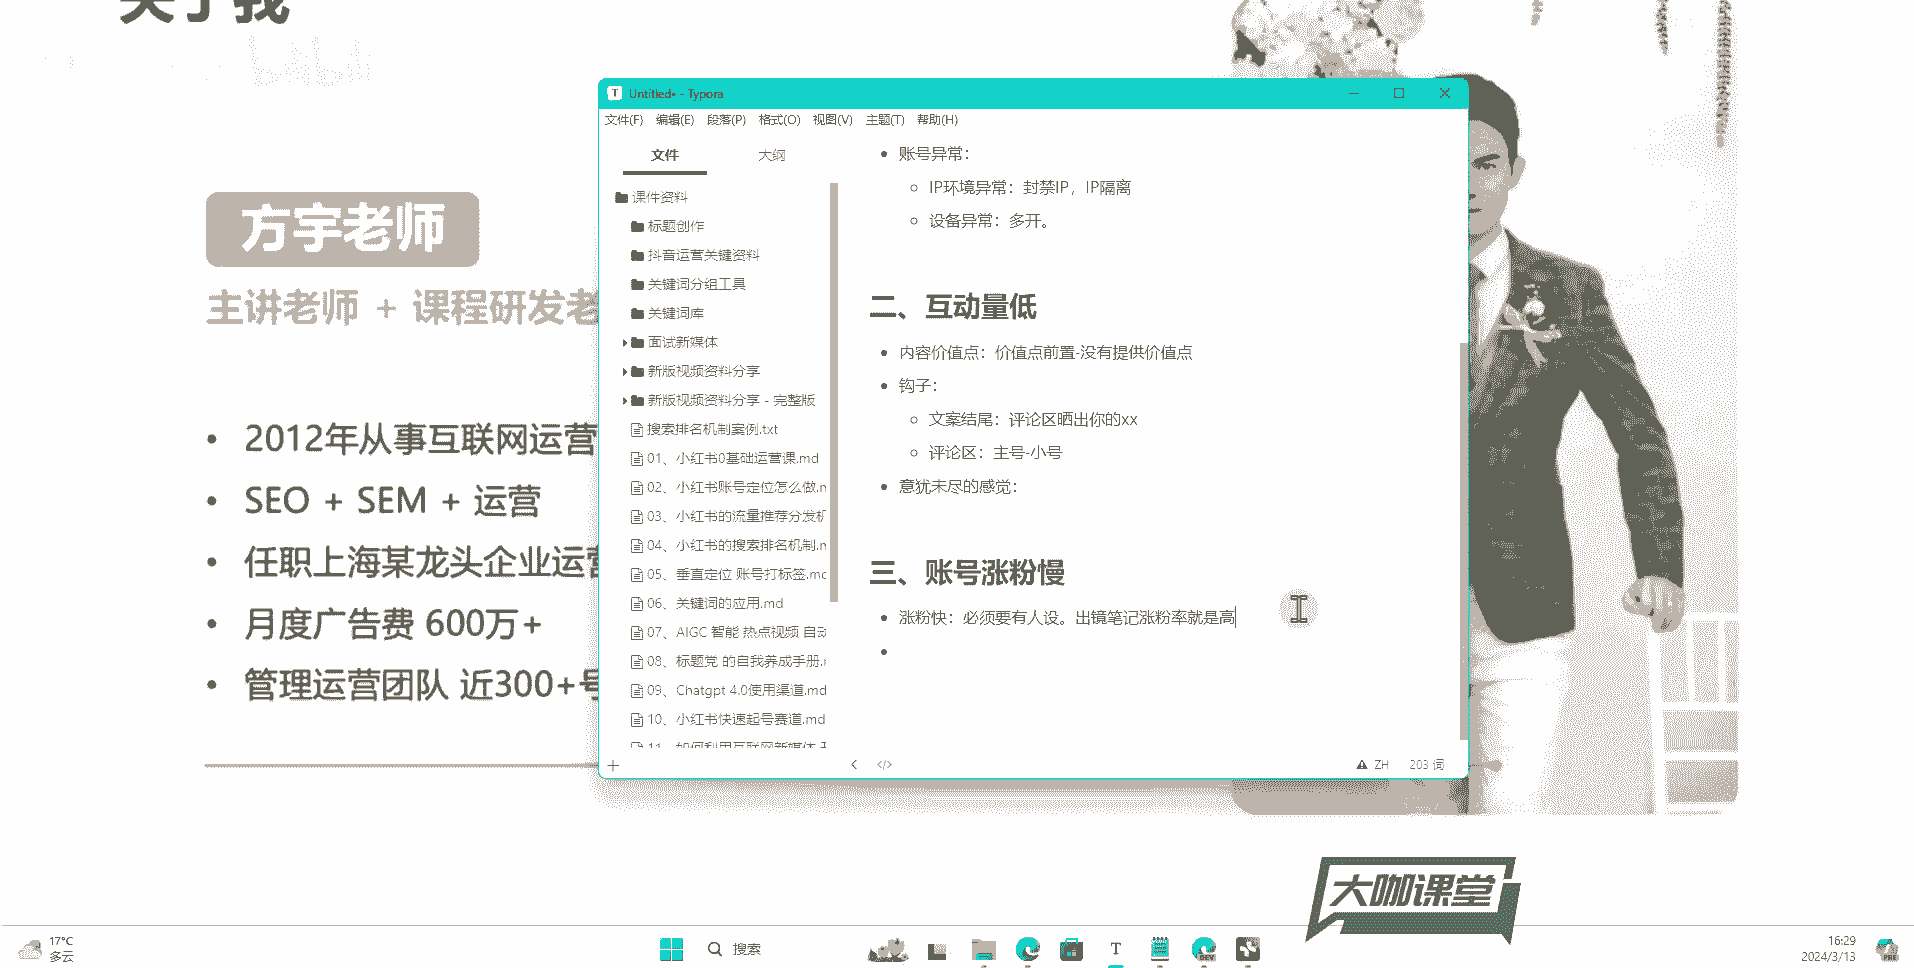 关于我
bilibili
方宇老师
主讲老师 + 课程研发老
2012年从事互联网运营
SEO + SEM + 运营
任职上海某龙头企业运营
月度广告费 600万+
管理运营团队 近300+号
Untitled• - Typora
文件(F) 编辑(E) 段落(P) 格式(O) 视图(V) 主题(T) 帮助(H)
文件 大纲
课件资料
标题创作
抖音运营关键资料
关键词分组工具
关键词库
面试新媒体
新版视频资料分享
新版视频资料分享 - 完整版
搜索排名机制案例.txt
01、小红书0基础运营课.md
02、小红书账号定位怎么做.m
03、小红书的流量推荐分发机
04、小红书的搜索排名机制.m
05、垂直定位 账号打标签.md
06、关键词的应用.md
07、AIGC 智能 热点视频 自动
08、标题党 的自我养成手册.m
09、Chatgpt 4.0使用渠道.md
10、小红书快速起号赛道.md
11、如何利用互联网新媒体
账号异常：
IP环境异常：封禁IP，IP隔离
设备异常：多开。
二、互动量低
内容价值点：价值点前置-没有提供价值点
钩子：
文案结尾：评论区晒出你的xx
评论区：主号-小号
意犹未尽的感觉：
三、账号涨粉慢
涨粉快：必须要有人设。出镜笔记涨粉率就是高
ZH 203 词
大咖课堂
17°C
多云
搜索
T
DEV
16:29
2024/3/13
PRE